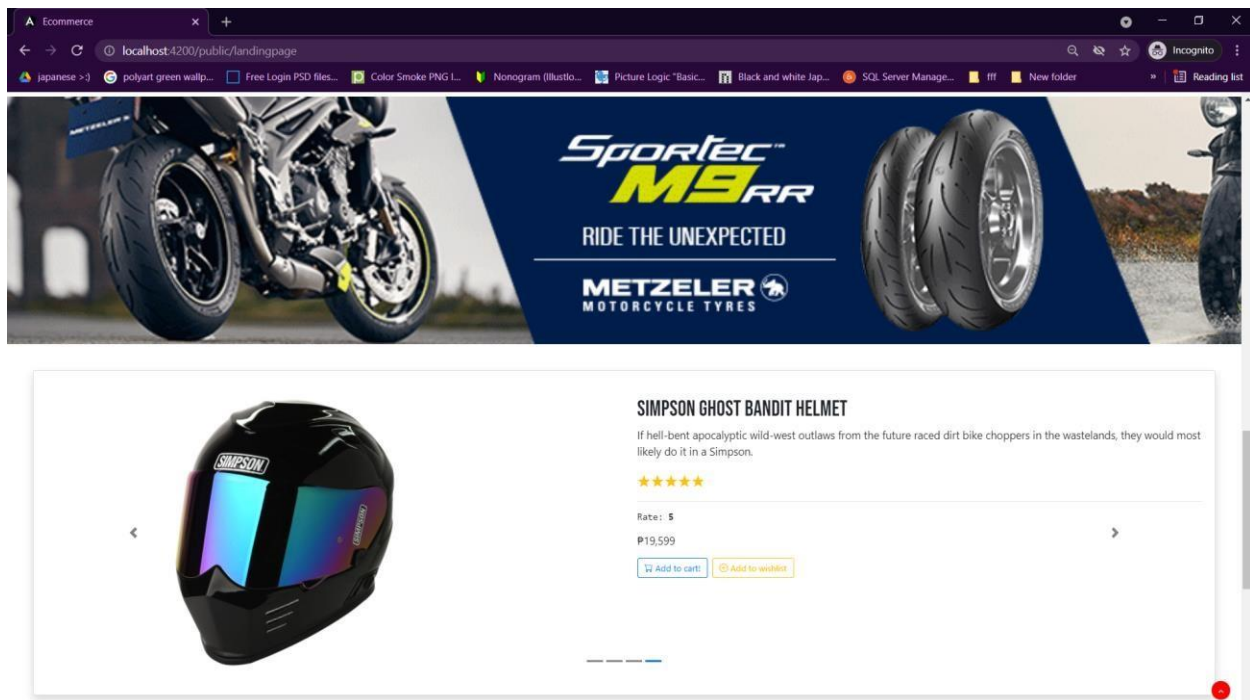 Ecommerce
localhost:4200/public/landingpage
Incognito
japanese >:)
polyart green wallp...
Free Login PSD files...
Color Smoke PNG I...
Nonogram (Illustlo...
Picture Logic "Basic...
Black and white Jap...
SQL Server Manage...
fff
New folder
»
Reading list
METZELER
Sportec™
M9RR
RIDE THE UNEXPECTED
METZELER
MOTORCYCLE TYRES
SIMPSON GHOST BANDIT HELMET
If hell-bent apocalyptic wild-west outlaws from the future raced dirt bike choppers in the wastelands, they would most
likely do it in a Simpson.
Rate: 5
₱19,599
Add to cart!
Add to wishlist
SIMPSON
SIMPSON